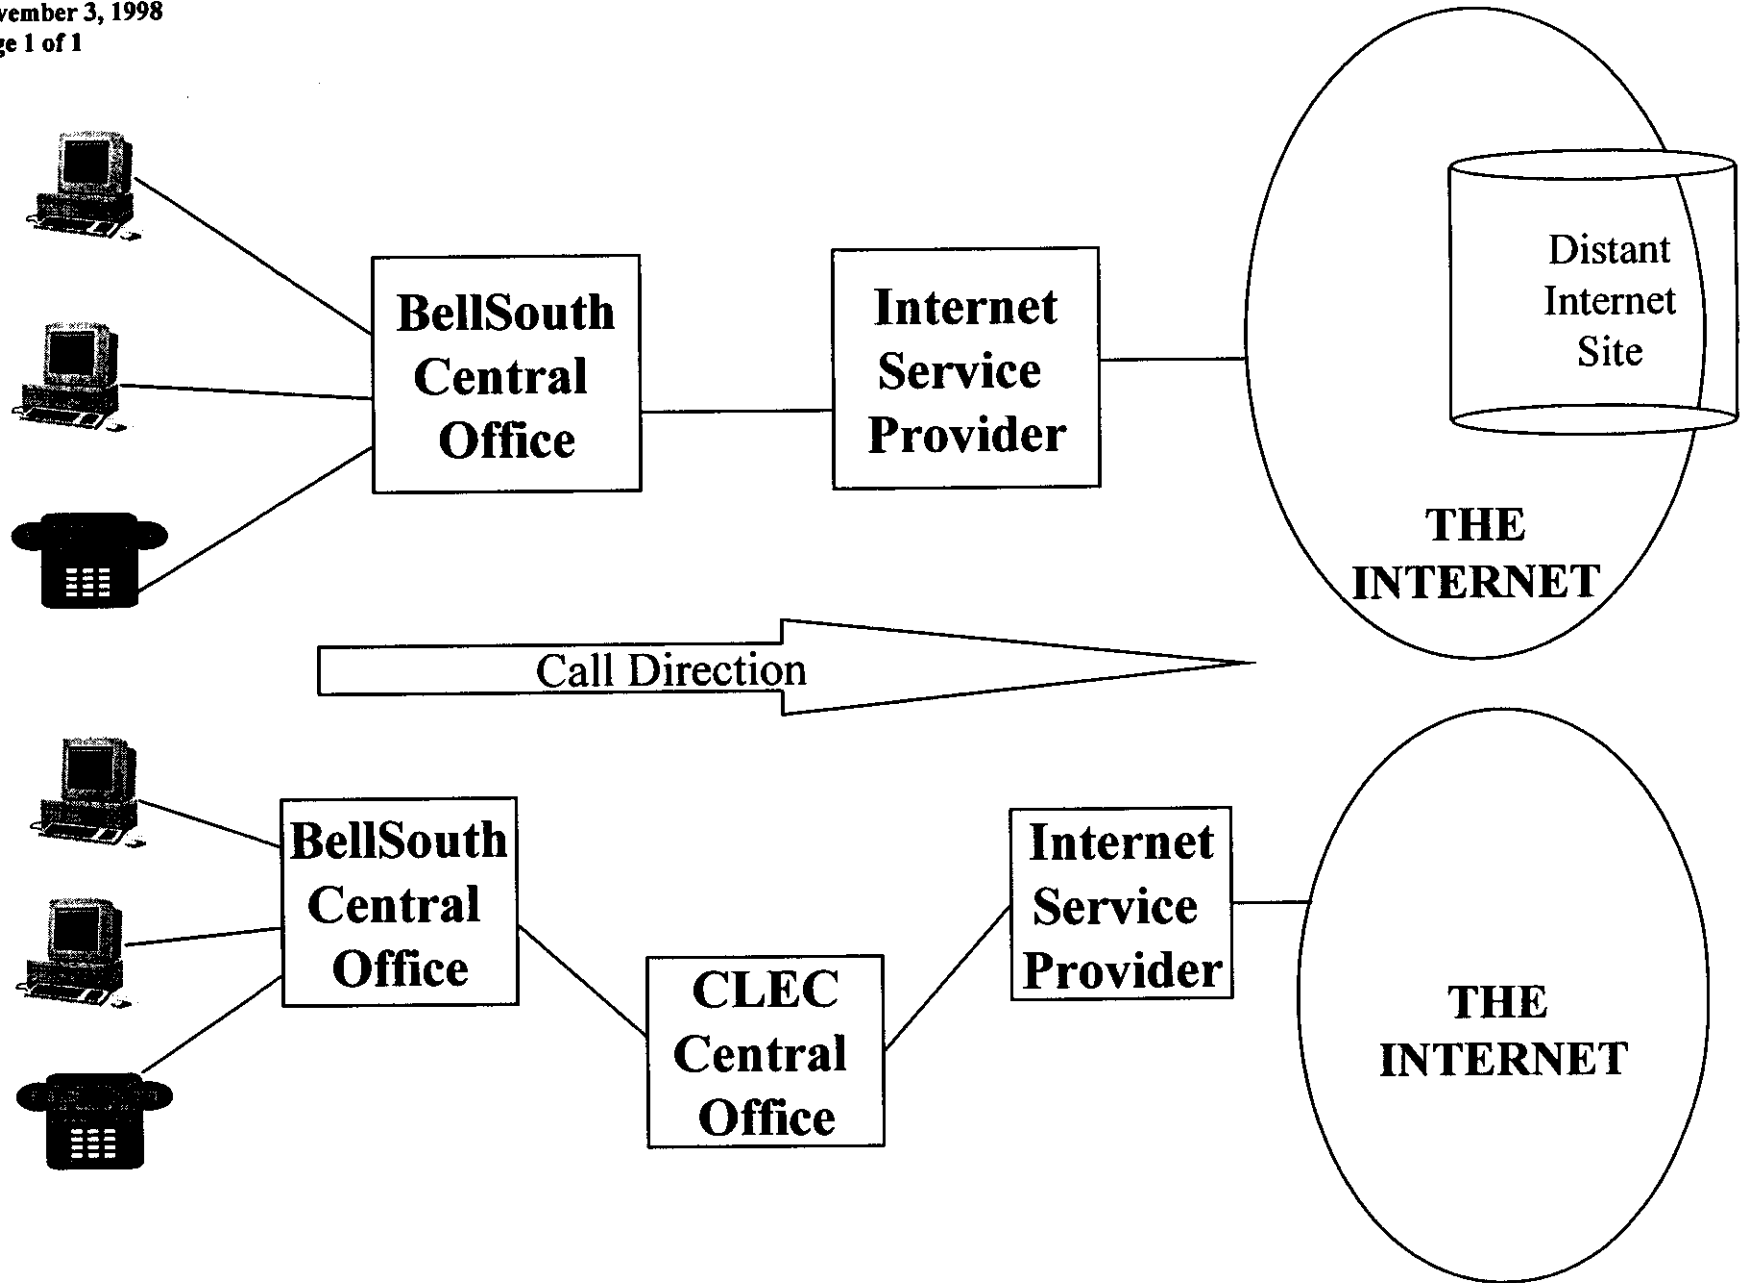 vember 3, 1998
ge 1 of 1
BellSouth
Central
Office
Internet
Service
Provider
Distant
Internet
Site
THE
INTERNET
Call Direction
BellSouth
Central
Office
CLEC
Central
Office
Internet
Service
Provider
THE
INTERNET